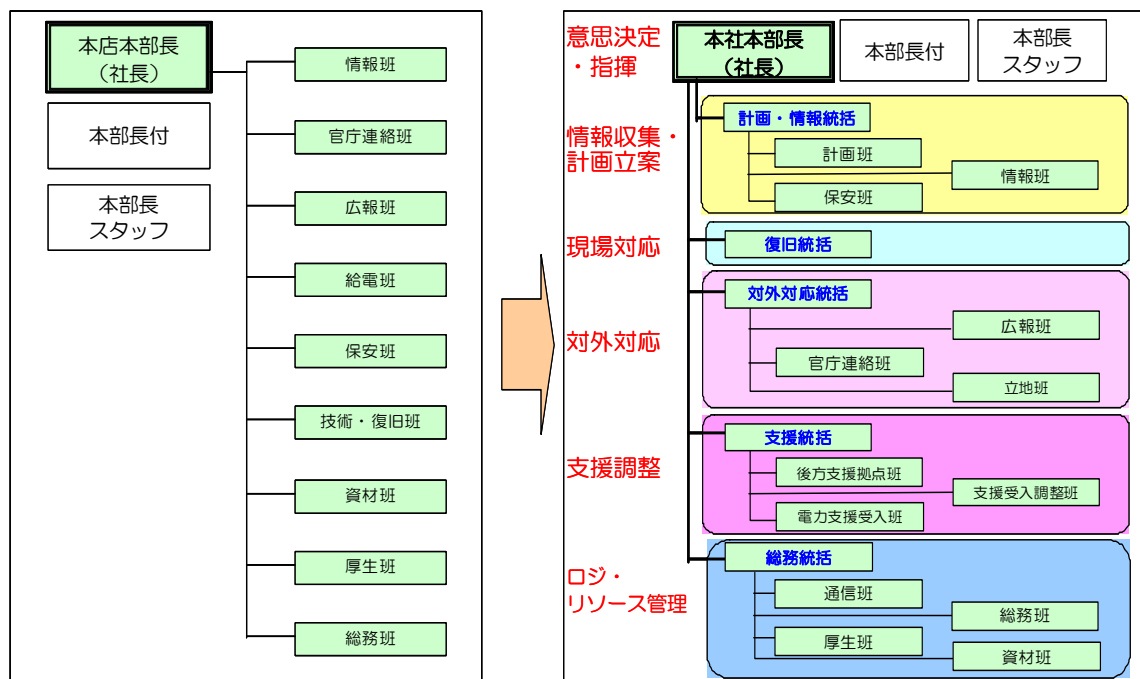 本店本部長
（社長）
本部長付
本部長
スタッフ
情報班
官庁連絡班
広報班
給電班
保安班
技術・復旧班
資材班
厚生班
総務班
意思決定
・指揮
本社本部長
（社長）
本部長付
本部長
スタッフ
情報収集・
計画立案
計画・情報統括
計画班
情報班
保安班
現場対応
復旧統括
対外対応
対外対応統括
広報班
官庁連絡班
立地班
支援調整
支援統括
後方支援拠点班
支援受入調整班
電力支援受入班
ロジ・
リソース管理
総務統括
通信班
総務班
厚生班
資材班